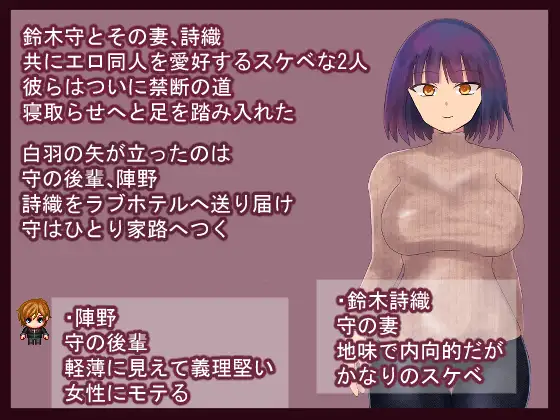 鈴木守とその妻、詩織
共にエロ同人を愛好するスケベな2人
彼らはついに禁断の道
寝取らせへと足を踏み入れた
白羽の矢が立ったのは
守の後輩、陣野
詩織をラブホテルへ送り届け
守はひとり家路へつく
・陣野
守の後輩
軽薄に見えて義理堅い
女性にモテる
・鈴木詩織
守の妻
地味で内向的だが
かなりのスケベ